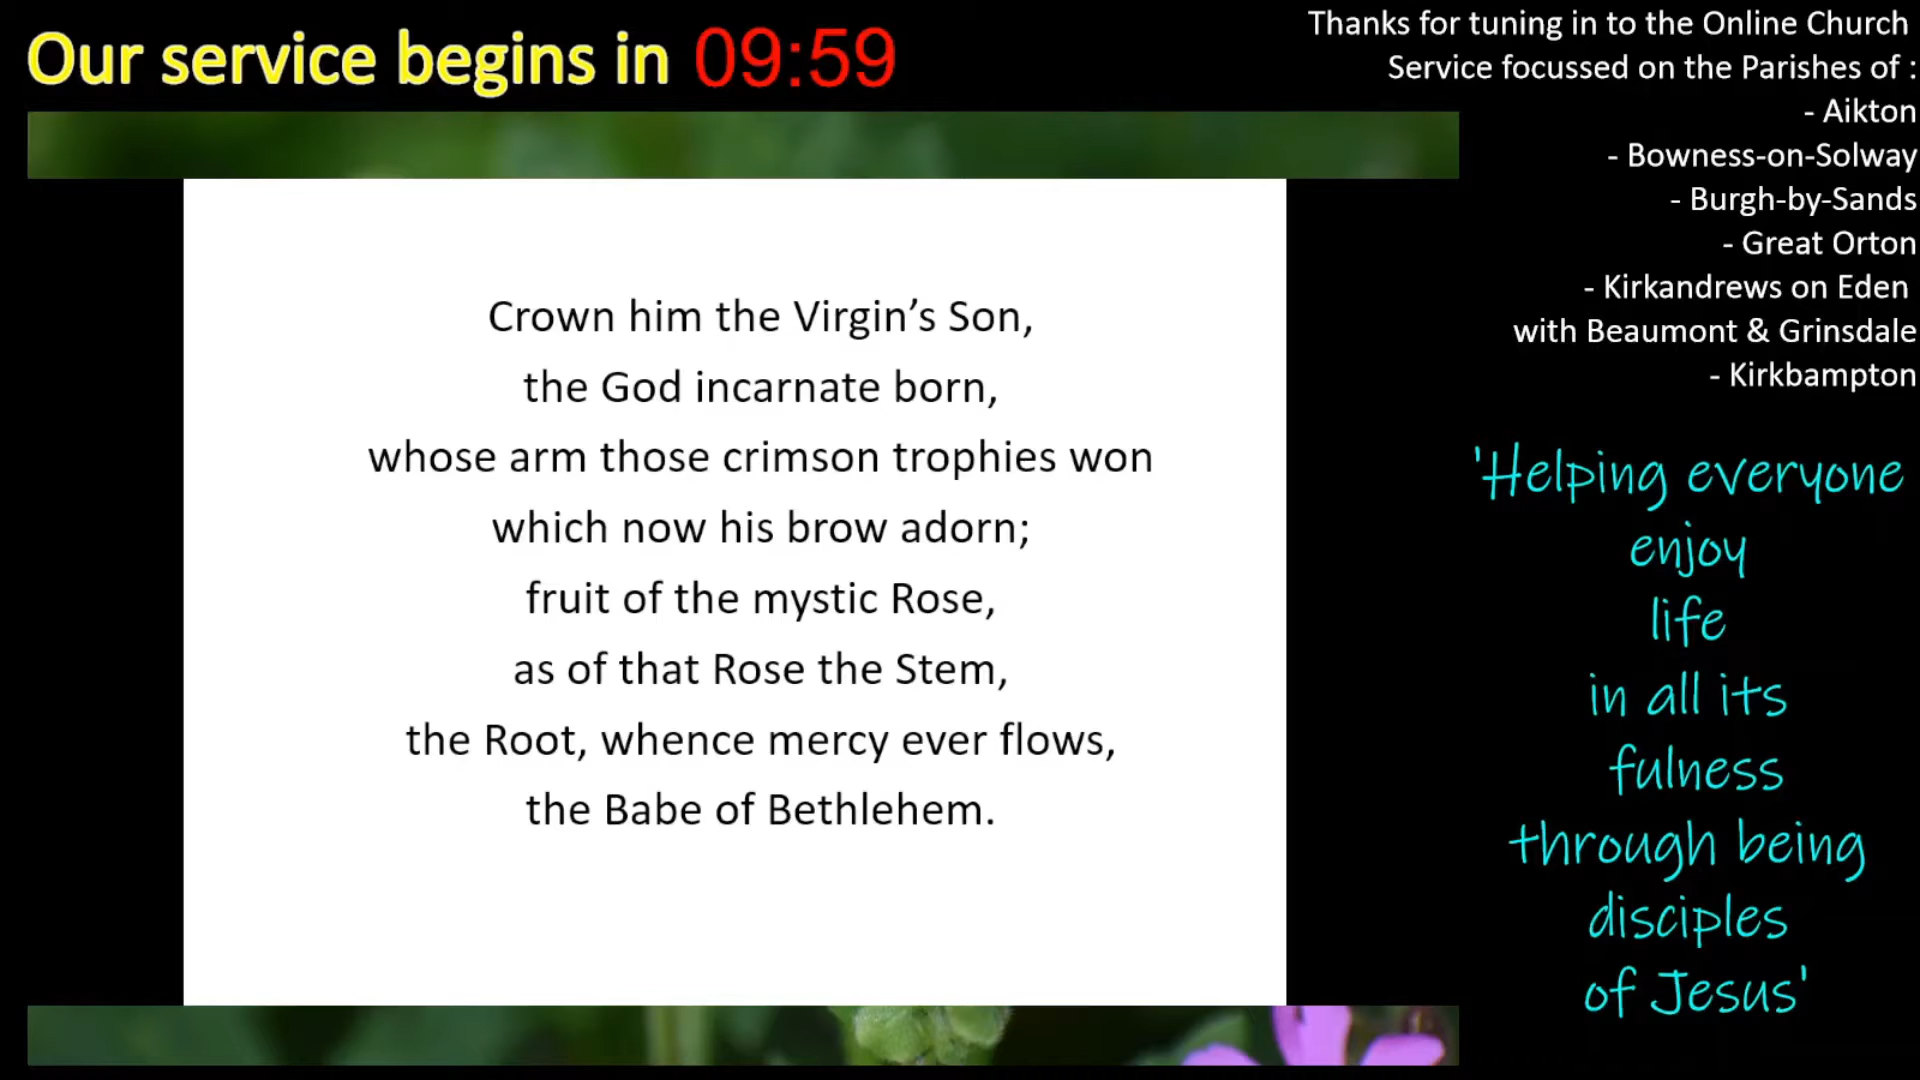 Our service begins in 09:59
Thanks for tuning in to the Online Church
Service focussed on the Parishes of :
- Aikton
- Bowness-on-Solway
- Burgh-by-Sands
- Great Orton
- Kirkandrews on Eden
with Beaumont & Grinsdale
- Kirkbampton
Crown him the Virgin’s Son,
the God incarnate born,
whose arm those crimson trophies won
which now his brow adorn;
fruit of the mystic Rose,
as of that Rose the Stem,
the Root, whence mercy ever flows,
the Babe of Bethlehem.
'Helping everyone
enjoy
life
in all its
fulness
through being
disciples
of Jesus'